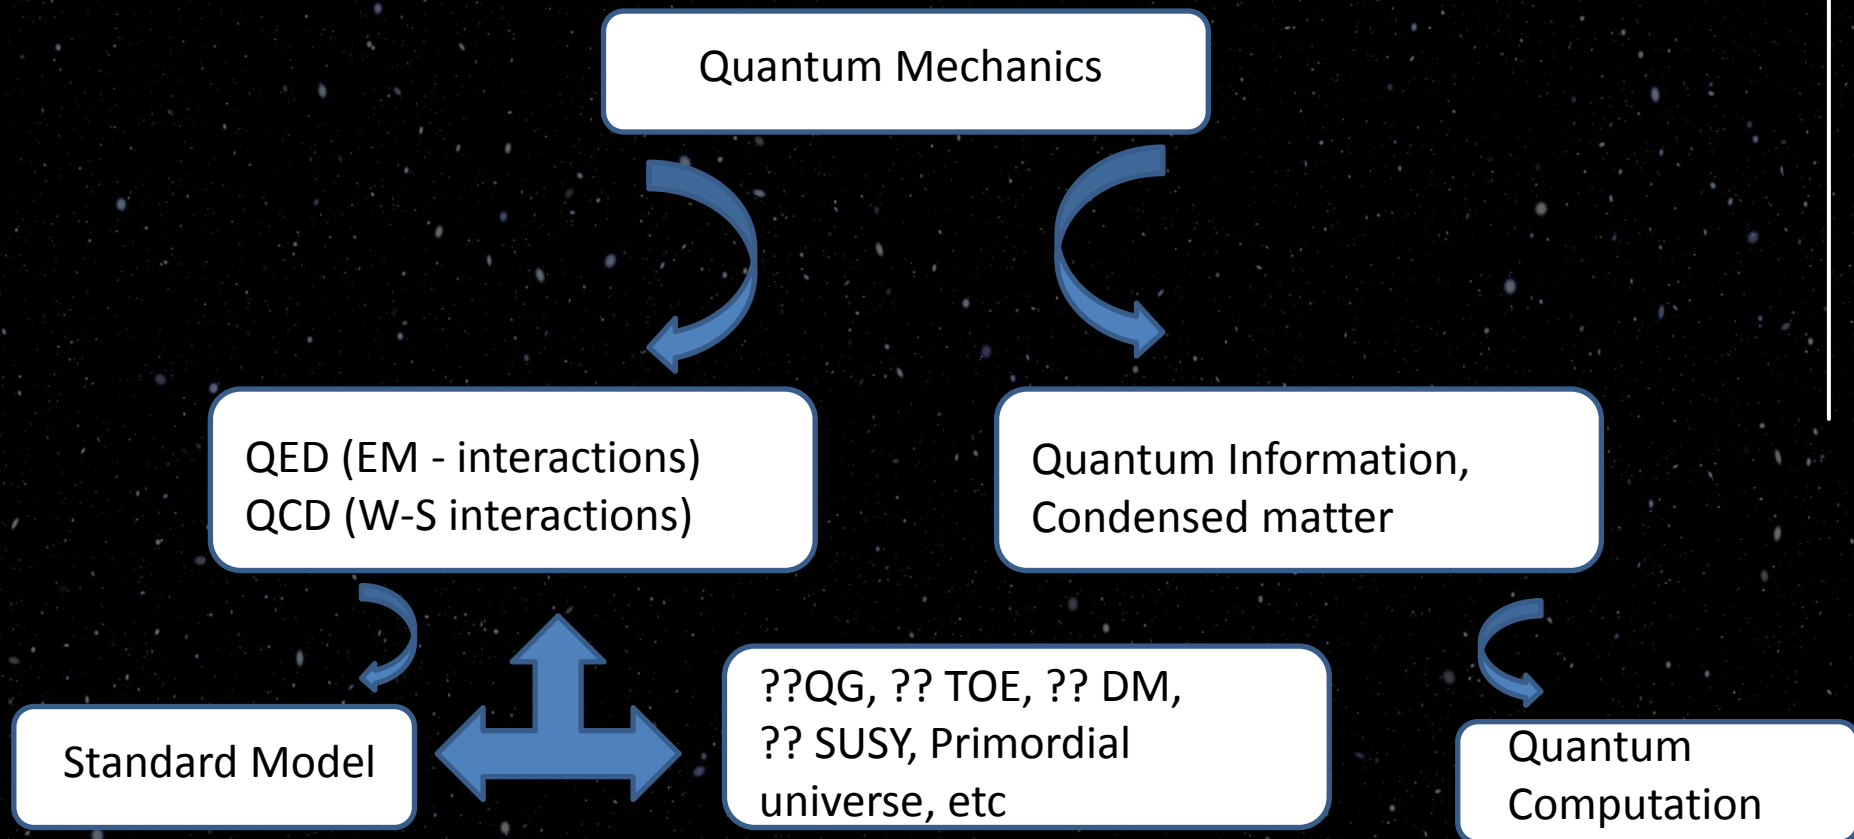 Quantum Mechanics
QED (EM - interactions)
QCD (W-S interactions)
Quantum Information,
Condensed matter
Standard Model
??QG, ?? TOE, ?? DM,
?? SUSY, Primordial
universe, etc
Quantum
Computation